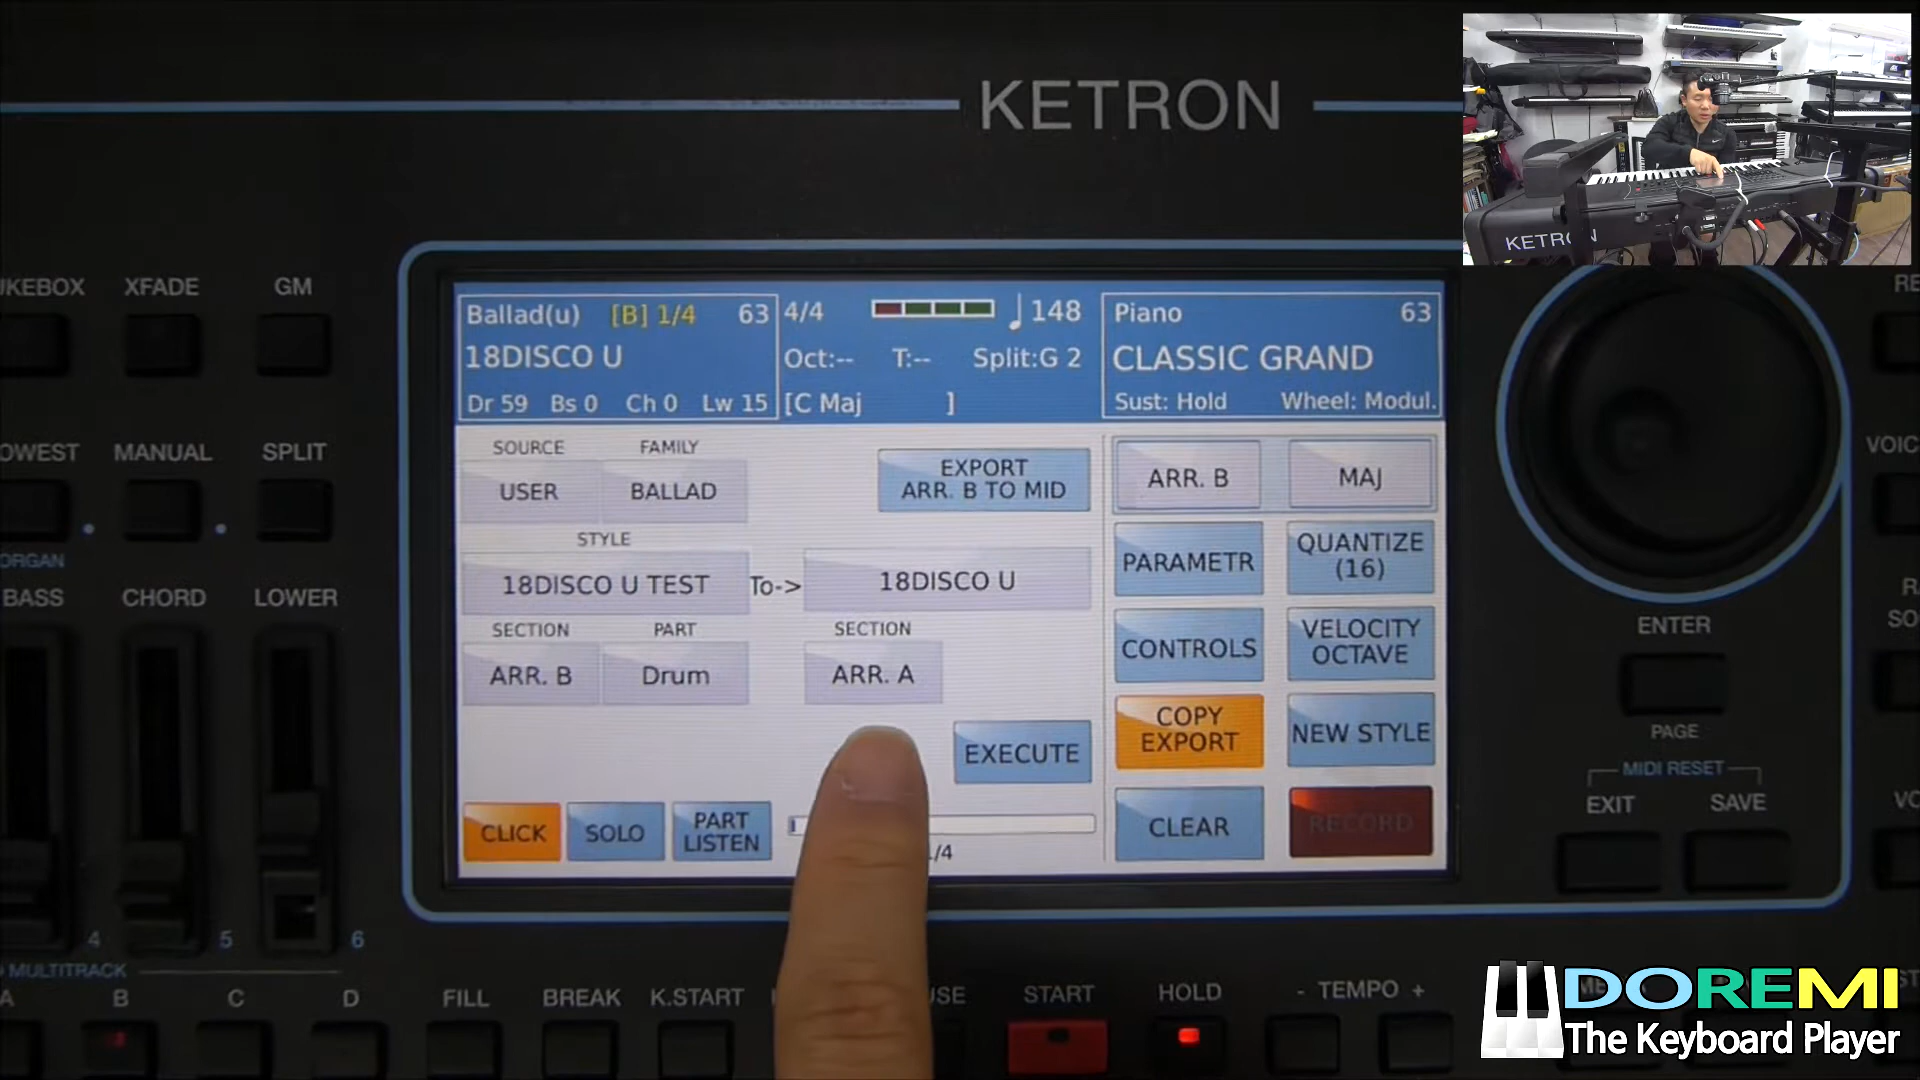 KETRON
KETRON
XFADE
GM
MANUAL
SPLIT
ORGAN
BASS
CHORD
LOWER
4
5
6
MULTITRACK
A
B
C
D
FILL
BREAK
K.START
START
HOLD
- TEMPO +
ENTER
PAGE
MIDI RESET
EXIT
SAVE
Ballad(u) [B] 1/4 63
18DISCO U
Dr 59 Bs 0 Ch 0 Lw 15
4/4 148
Oct:-- T:-- Split:G 2
[C Maj ]
Piano 63
CLASSIC GRAND
Sust: Hold Wheel: Modul.
SOURCE FAMILY
USER BALLAD
EXPORT
ARR. B TO MID
STYLE
18DISCO U TEST To-> 18DISCO U
SECTION PART SECTION
ARR. B Drum ARR. A
EXECUTE
CLICK SOLO PART
LISTEN
1/4
ARR. B MAJ
PARAMETR QUANTIZE
(16)
CONTROLS VELOCITY
OCTAVE
COPY
EXPORT
NEW STYLE
CLEAR RECORD
DOREMI
The Keyboard Player